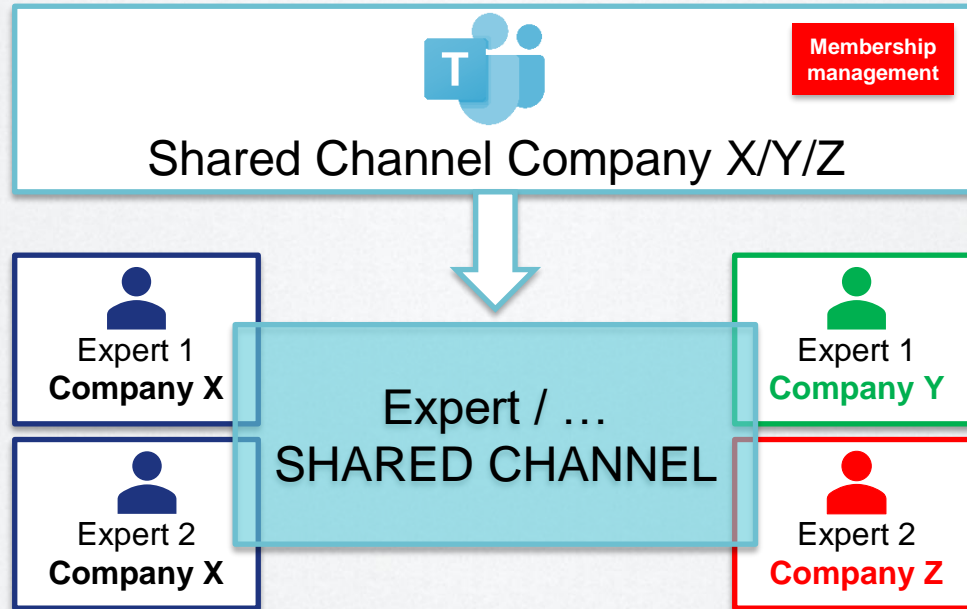 T
Membership
management
Shared Channel Company X/Y/Z
Expert 1
Company X
Expert 1
Company Y
Expert / …
SHARED CHANNEL
Expert 2
Company X
Expert 2
Company Z